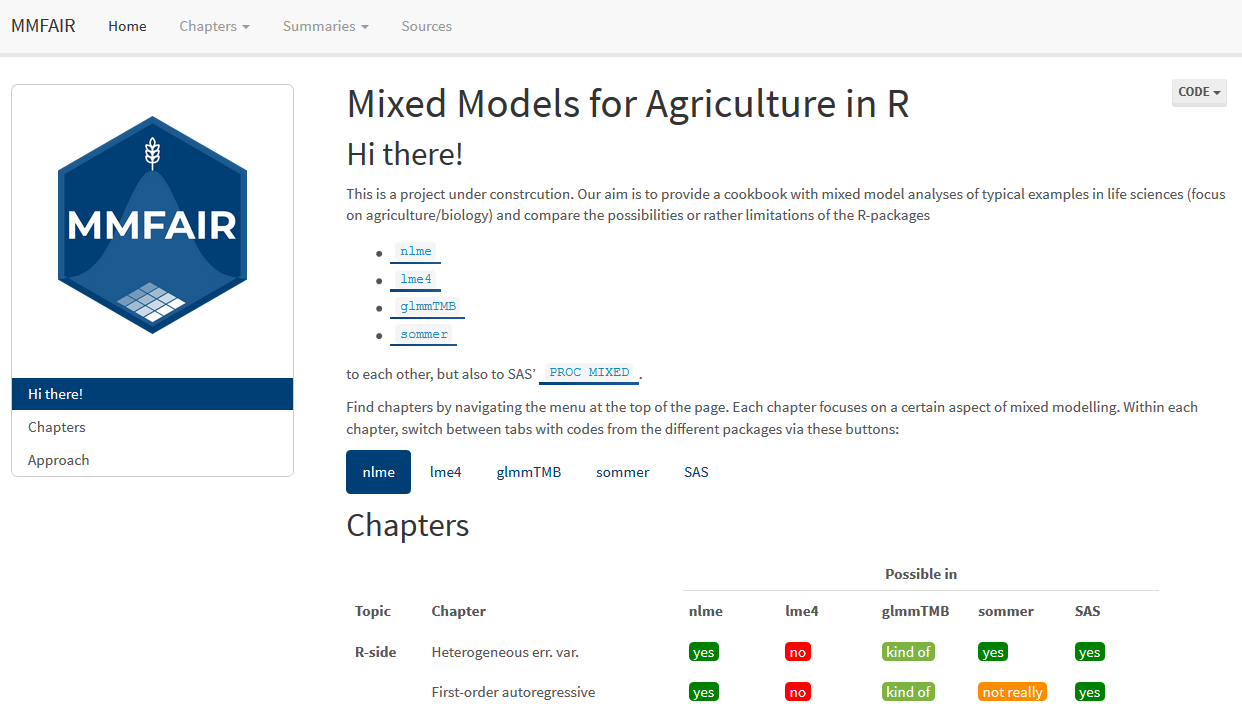 MMFAIR Home Chapters Summaries Sources
MMFAIR
Hi there!
Chapters
Approach
CODE
Mixed Models for Agriculture in R
Hi there!
This is a project under constrcution. Our aim is to provide a cookbook with mixed model analyses of typical examples in life sciences (focus
on agriculture/biology) and compare the possibilities or rather limitations of the R-packages
nlme
lme4
glmmTMB
sommer
to each other, but also to SAS’ PROC MIXED.
Find chapters by navigating the menu at the top of the page. Each chapter focuses on a certain aspect of mixed modelling. Within each
chapter, switch between tabs with codes from the different packages via these buttons:
nlme lme4 glmmTMB sommer SAS
Chapters
Possible in
Topic Chapter nlme lme4 glmmTMB sommer SAS
R-side Heterogeneous err. var. yes no kind of yes yes
First-order autoregressive yes no kind of not really yes